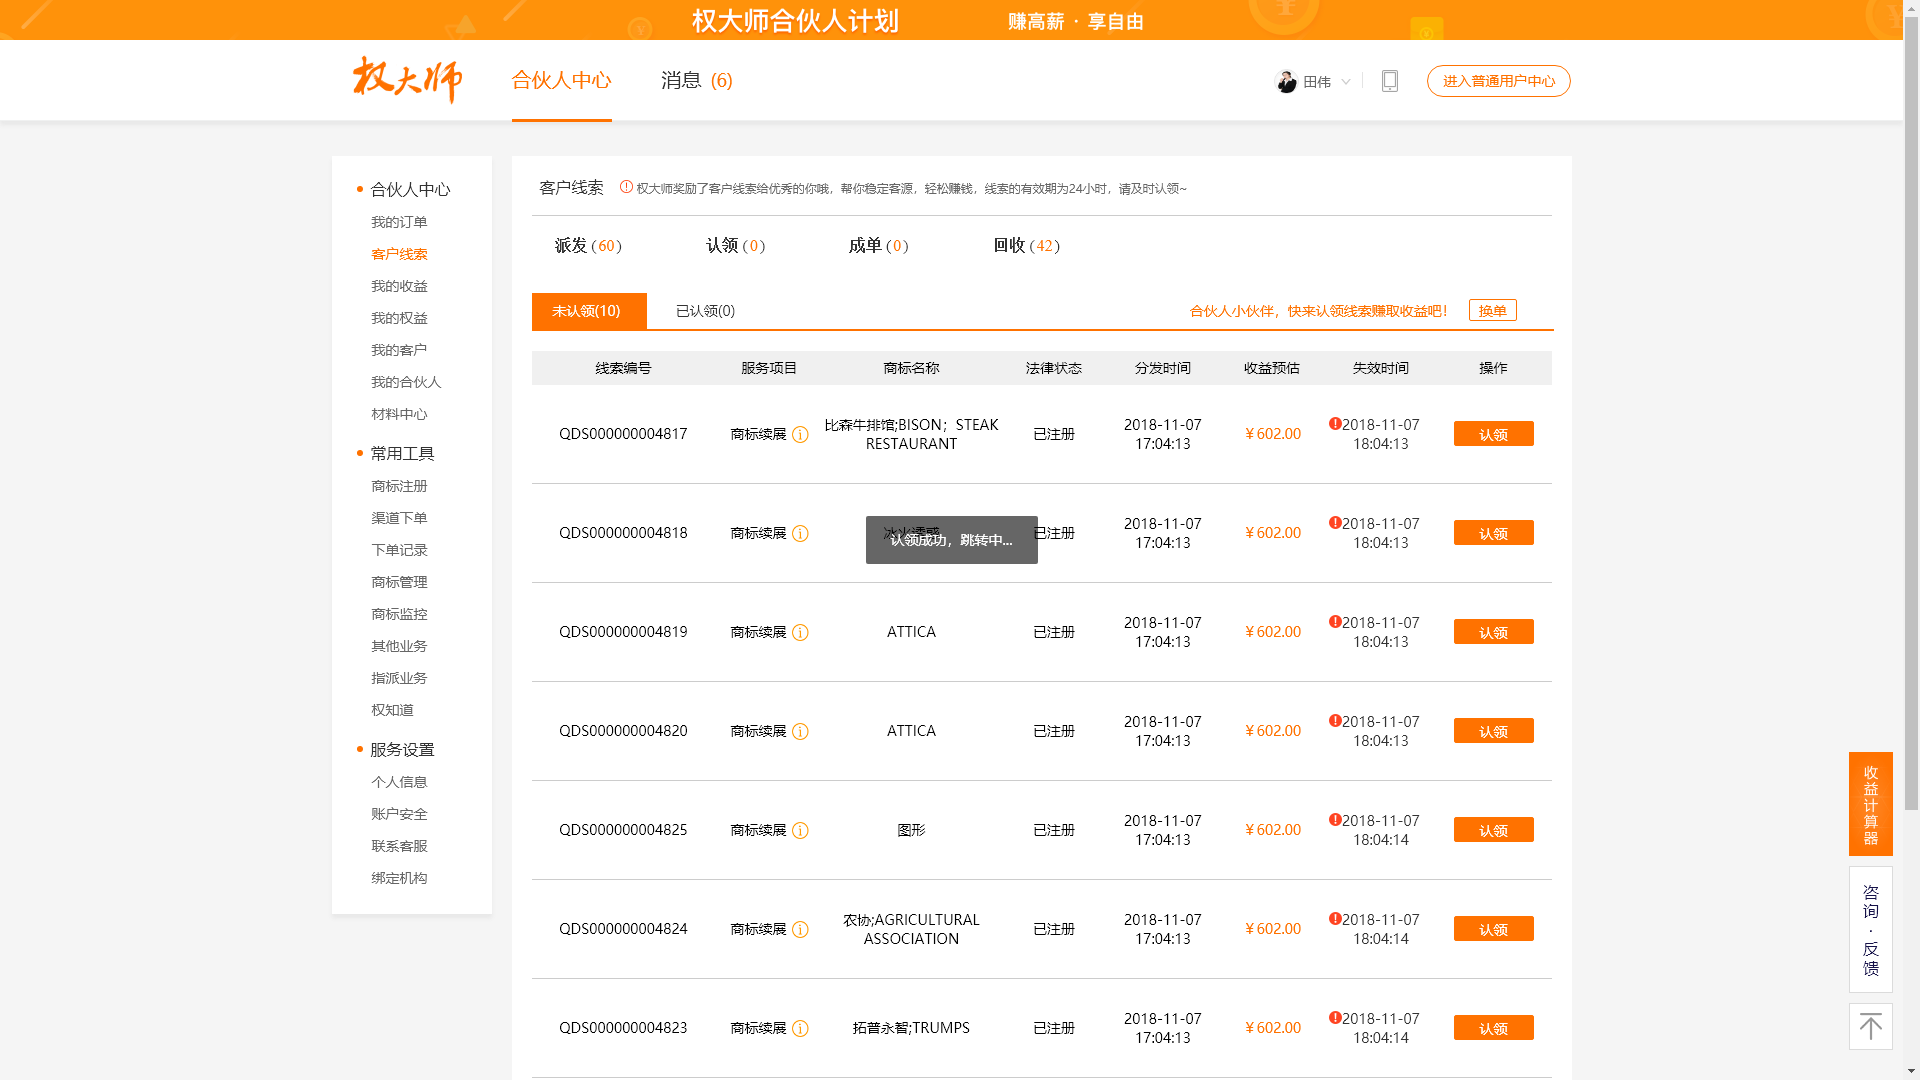 权大师合伙人计划 赚高薪 · 享自由
权大师 合伙人中心 消息 (6) 田伟 进入普通用户中心
合伙人中心
我的订单
客户线索
我的收益
我的权益
我的客户
我的合伙人
材料中心
常用工具
商标注册
渠道下单
下单记录
商标管理
商标监控
其他业务
指派业务
权知道
服务设置
个人信息
账户安全
联系客服
绑定机构
客户线索 权大师奖励了客户线索给优秀的你哦，帮你稳定客源，轻松赚钱，线索的有效期为24小时，请及时认领~
派发 (60) 认领 (0) 成单 (0) 回收 (42)
未认领(10) 已认领(0) 合伙人小伙伴，快来认领线索赚取收益吧！ 换单
线索编号 服务项目 商标名称 法律状态 分发时间 收益预估 失效时间 操作
QDS000000004817 商标续展 比森牛排馆;BISON；STEAK RESTAURANT 已注册 2018-11-07 17:04:13 ￥602.00 2018-11-07 18:04:13 认领
QDS000000004818 商标续展 冰火诱惑 已注册 2018-11-07 17:04:13 ￥602.00 2018-11-07 18:04:13 认领
认领成功，跳转中...
QDS000000004819 商标续展 ATTICA 已注册 2018-11-07 17:04:13 ￥602.00 2018-11-07 18:04:13 认领
QDS000000004820 商标续展 ATTICA 已注册 2018-11-07 17:04:13 ￥602.00 2018-11-07 18:04:13 认领
QDS000000004825 商标续展 图形 已注册 2018-11-07 17:04:13 ￥602.00 2018-11-07 18:04:14 认领
QDS000000004824 商标续展 农协;AGRICULTURAL ASSOCIATION 已注册 2018-11-07 17:04:13 ￥602.00 2018-11-07 18:04:14 认领
QDS000000004823 商标续展 拓普永智;TRUMPS 已注册 2018-11-07 17:04:13 ￥602.00 2018-11-07 18:04:14 认领
收益计算器
咨询·反馈